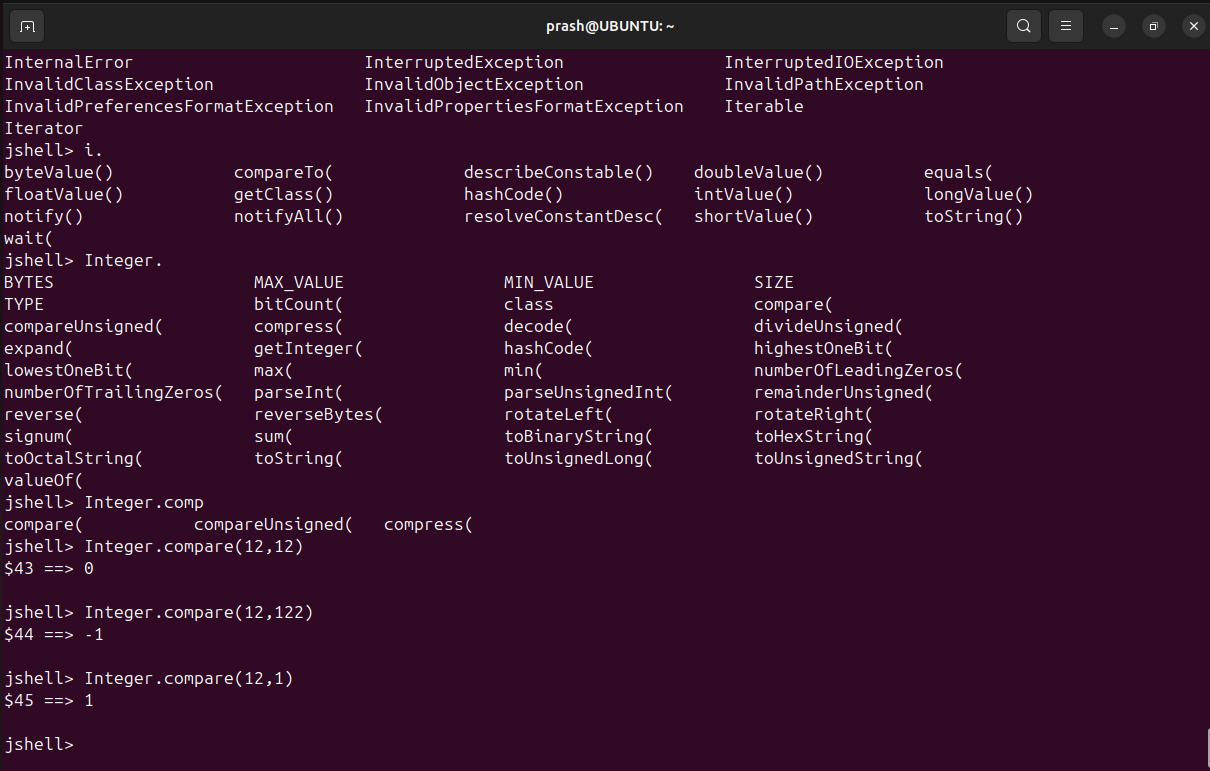 prash@UBUNTU: ~
InternalError InterruptedException InterruptedIOException
InvalidClassException InvalidObjectException InvalidPathException
InvalidPreferencesFormatException InvalidPropertiesFormatException Iterable
Iterator
jshell> i.
byteValue() compareTo( describeConstable() doubleValue() equals(
floatValue() getClass() hashCode() intValue() longValue()
notify() notifyAll() resolveConstantDesc( shortValue() toString()
wait(
jshell> Integer.
BYTES MAX_VALUE MIN_VALUE SIZE
TYPE bitCount( class compare(
compareUnsigned( compress( decode( divideUnsigned(
expand( getInteger( hashCode( highestOneBit(
lowestOneBit( max( min( numberOfLeadingZeros(
numberOfTrailingZeros( parseInt( parseUnsignedInt( remainderUnsigned(
reverse( reverseBytes( rotateLeft( rotateRight(
signum( sum( toBinaryString( toHexString(
toOctalString( toString( toUnsignedLong( toUnsignedString(
valueOf(
jshell> Integer.comp
compare( compareUnsigned( compress(
jshell> Integer.compare(12,12)
$43 ==> 0
jshell> Integer.compare(12,122)
$44 ==> -1
jshell> Integer.compare(12,1)
$45 ==> 1
jshell>